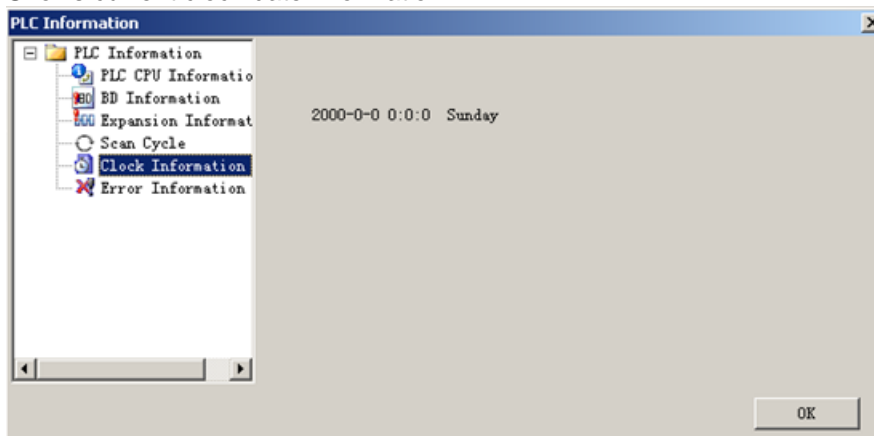 PLC Information
PLC Information
PLC CPU Informatio
BD Information
Expansion Informat
Scan Cycle
Clock Information
Error Information
2000-0-0 0:0:0 Sunday
OK